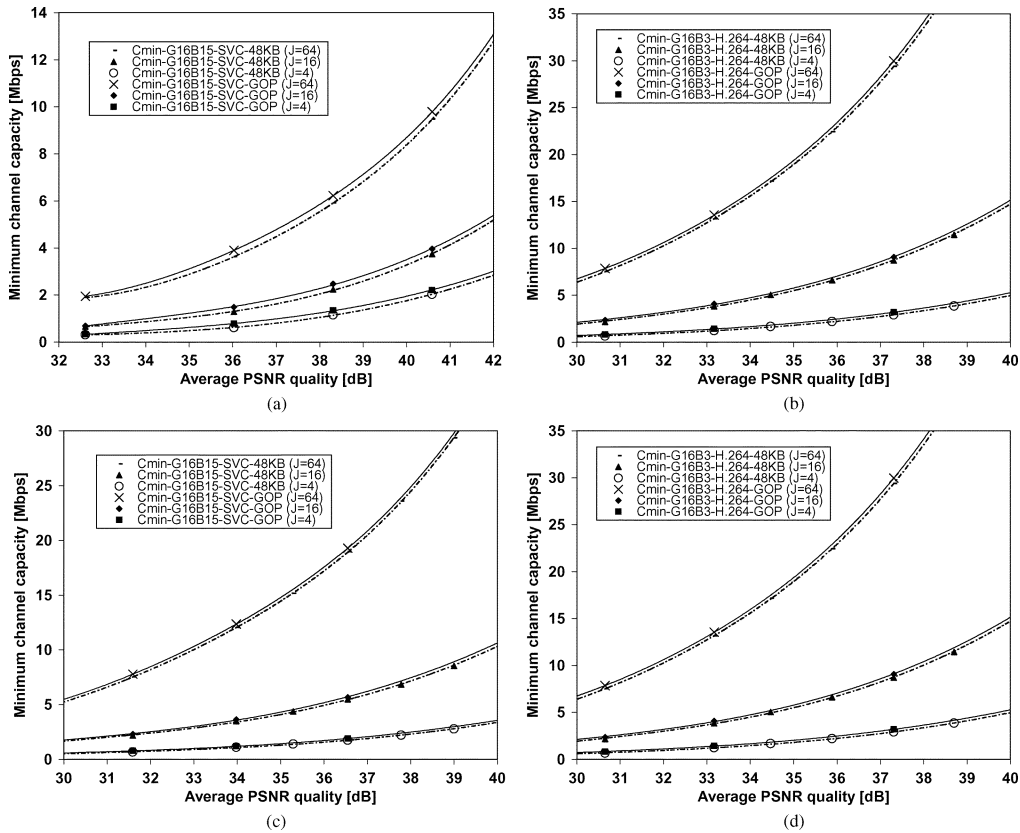 Minimum channel capacity [Mbps]
14
12
10
8
6
4
2
0
Cmin-G16B15-SVC-48KB (J=64)
Cmin-G16B15-SVC-48KB (J=16)
Cmin-G16B15-SVC-48KB (J=4)
Cmin-G16B15-SVC-GOP (J=64)
Cmin-G16B15-SVC-GOP (J=16)
Cmin-G16B15-SVC-GOP (J=4)
32 33 34 35 36 37 38 39 40 41 42
Average PSNR quality [dB]
(a)
Minimum channel capacity [Mbps]
35
30
25
20
15
10
5
0
Cmin-G16B3-H.264-48KB (J=64)
Cmin-G16B3-H.264-48KB (J=16)
Cmin-G16B3-H.264-48KB (J=4)
Cmin-G16B3-H.264-GOP (J=64)
Cmin-G16B3-H.264-GOP (J=16)
Cmin-G16B3-H.264-GOP (J=4)
30 31 32 33 34 35 36 37 38 39 40
Average PSNR quality [dB]
(b)
Minimum channel capacity [Mbps]
30
25
20
15
10
5
0
Cmin-G16B15-SVC-48KB (J=64)
Cmin-G16B15-SVC-48KB (J=16)
Cmin-G16B15-SVC-48KB (J=4)
Cmin-G16B15-SVC-GOP (J=64)
Cmin-G16B15-SVC-GOP (J=16)
Cmin-G16B15-SVC-GOP (J=4)
30 31 32 33 34 35 36 37 38 39 40
Average PSNR quality [dB]
(c)
Minimum channel capacity [Mbps]
35
30
25
20
15
10
5
0
Cmin-G16B3-H.264-48KB (J=64)
Cmin-G16B3-H.264-48KB (J=16)
Cmin-G16B3-H.264-48KB (J=4)
Cmin-G16B3-H.264-GOP (J=64)
Cmin-G16B3-H.264-GOP (J=16)
Cmin-G16B3-H.264-GOP (J=4)
30 31 32 33 34 35 36 37 38 39 40
Average PSNR quality [dB]
(d)